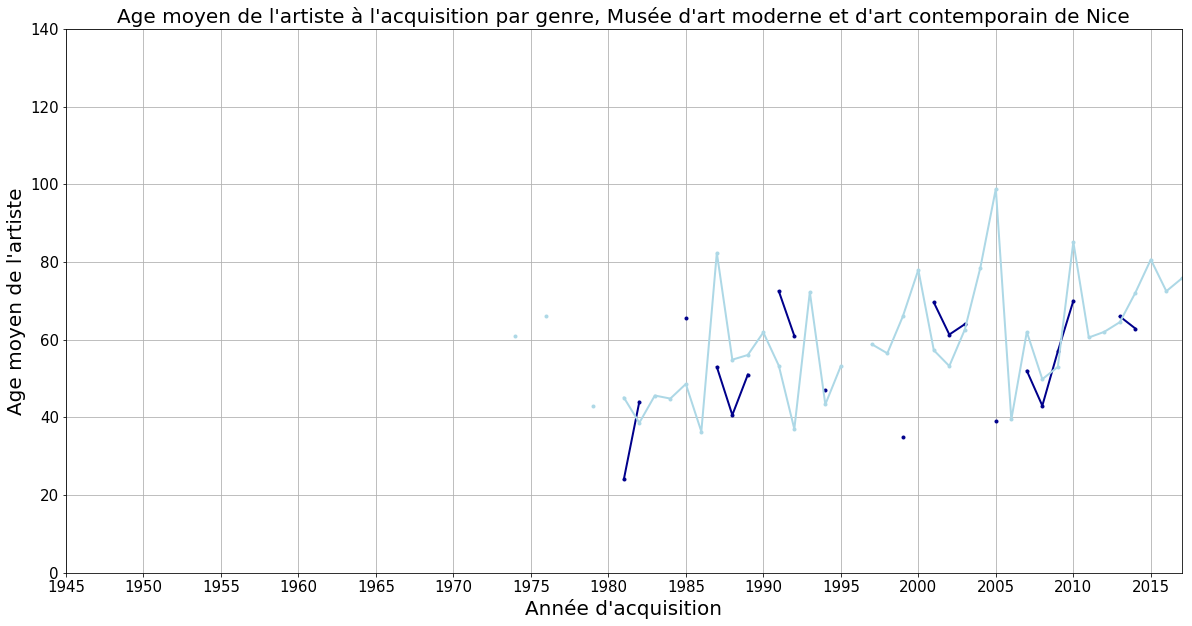 Age moyen de l'artiste à l'acquisition par genre, Musée d'art moderne et d'art contemporain de Nice
140
120
100
80
60
40
20
0
Age moyen de l'artiste
1945 1950 1955 1960 1965 1970 1975 1980 1985 1990 1995 2000 2005 2010 2015
Année d'acquisition